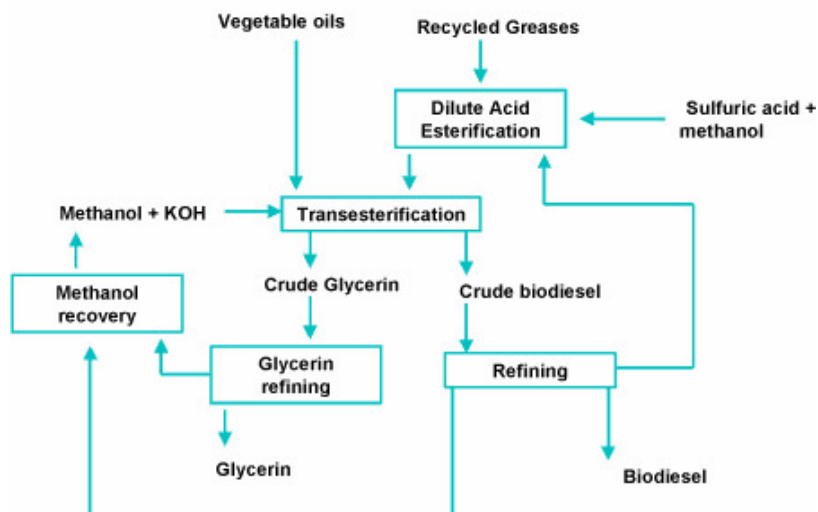 Vegetable oils
Recycled Greases
Dilute Acid
Esterification
Sulfuric acid +
methanol
Methanol + KOH
Transesterification
Crude Glycerin
Crude biodiesel
Methanol
recovery
Glycerin
refining
Refining
Glycerin
Biodiesel